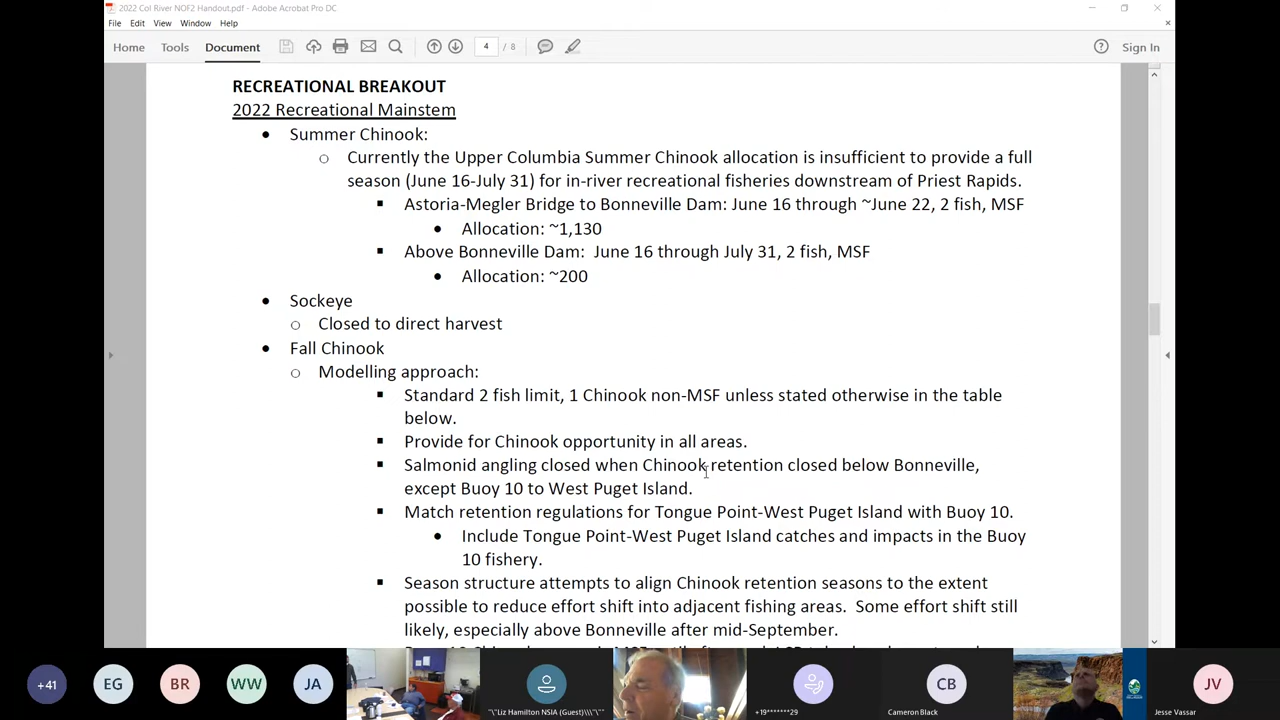 2022 Col River NOF2 Handout.pdf - Adobe Acrobat Pro DC
File Edit View Window Help
Home Tools Document 4 / 8 Sign In
RECREATIONAL BREAKOUT
2022 Recreational Mainstem
Summer Chinook:
Currently the Upper Columbia Summer Chinook allocation is insufficient to provide a full
season (June 16-July 31) for in-river recreational fisheries downstream of Priest Rapids.
Astoria-Megler Bridge to Bonneville Dam: June 16 through ~June 22, 2 fish, MSF
Allocation: ~1,130
Above Bonneville Dam: June 16 through July 31, 2 fish, MSF
Allocation: ~200
Sockeye
Closed to direct harvest
Fall Chinook
Modelling approach:
Standard 2 fish limit, 1 Chinook non-MSF unless stated otherwise in the table
below.
Provide for Chinook opportunity in all areas.
Salmonid angling closed when Chinook retention closed below Bonneville,
except Buoy 10 to West Puget Island.
Match retention regulations for Tongue Point-West Puget Island with Buoy 10.
Include Tongue Point-West Puget Island catches and impacts in the Buoy
10 fishery.
Season structure attempts to align Chinook retention seasons to the extent
possible to reduce effort shift into adjacent fishing areas. Some effort shift still
likely, especially above Bonneville after mid-September.
+41 EG BR WW JA CB JV
\"Liz Hamilton NSIA (Guest)\\\"\" +19*******29 Cameron Black Jesse Vassar